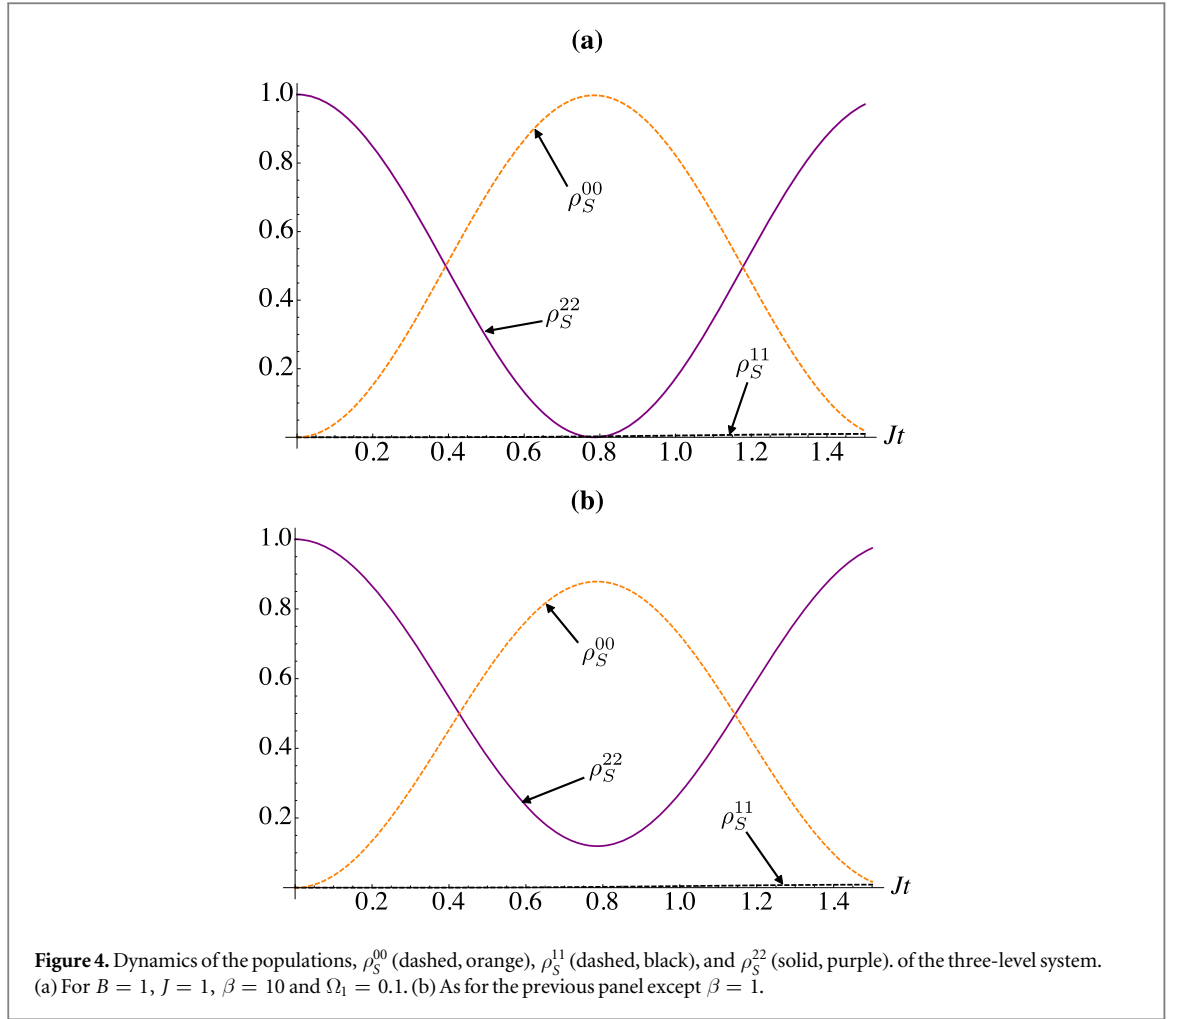 (a)
1.0
0.8
0.6
0.4
0.2
ρ_S^{00}
ρ_S^{22}
ρ_S^{11}
0.2 0.4 0.6 0.8 1.0 1.2 1.4 Jt
(b)
1.0
0.8
0.6
0.4
0.2
ρ_S^{00}
ρ_S^{22}
ρ_S^{11}
0.2 0.4 0.6 0.8 1.0 1.2 1.4 Jt
Figure 4. Dynamics of the populations, ρ_S^{00} (dashed, orange), ρ_S^{11} (dashed, black), and ρ_S^{22} (solid, purple). of the three-level system.
(a) For B = 1, J = 1, β = 10 and Ω₁ = 0.1. (b) As for the previous panel except β = 1.